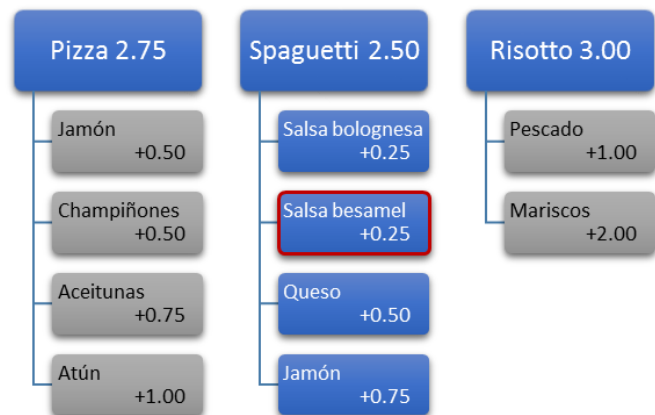 Pizza 2.75
Jamón
+0.50
Champiñones
+0.50
Aceitunas
+0.75
Atún
+1.00
Spaguetti 2.50
Salsa bolognesa
+0.25
Salsa besamel
+0.25
Queso
+0.50
Jamón
+0.75
Risotto 3.00
Pescado
+1.00
Mariscos
+2.00